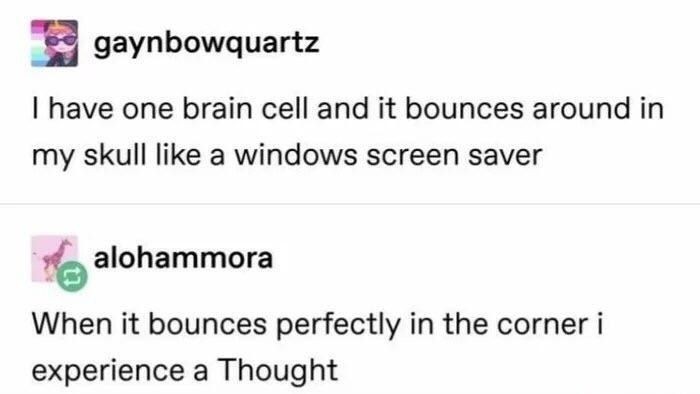 gaynbowquartz
I have one brain cell and it bounces around in
my skull like a windows screen saver
alohammora
When it bounces perfectly in the corner i
experience a Thought